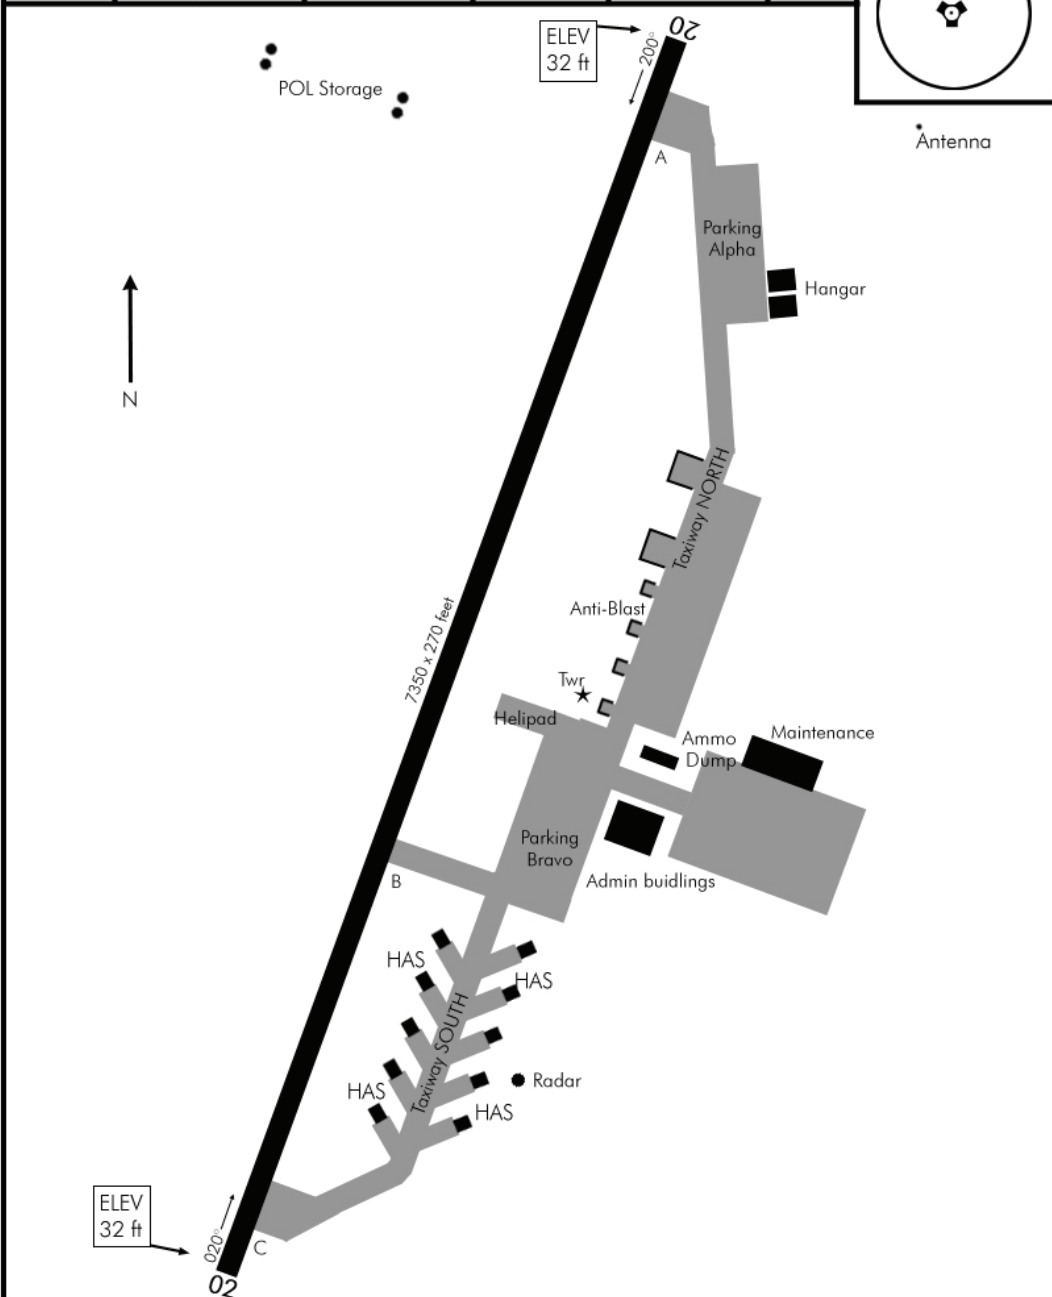 20
ELEV
32 ft
200°
POL Storage
Antenna
A
Parking
Alpha
Hangar
N
Taxiway NORTH
7350 x 270 feet
Anti-Blast
Twr
Helipad
Ammo
Dump
Maintenance
Parking
Bravo
B
Admin buidlings
HAS
HAS
Taxiway SOUTH
Radar
HAS
HAS
ELEV
32 ft
020°
C
02